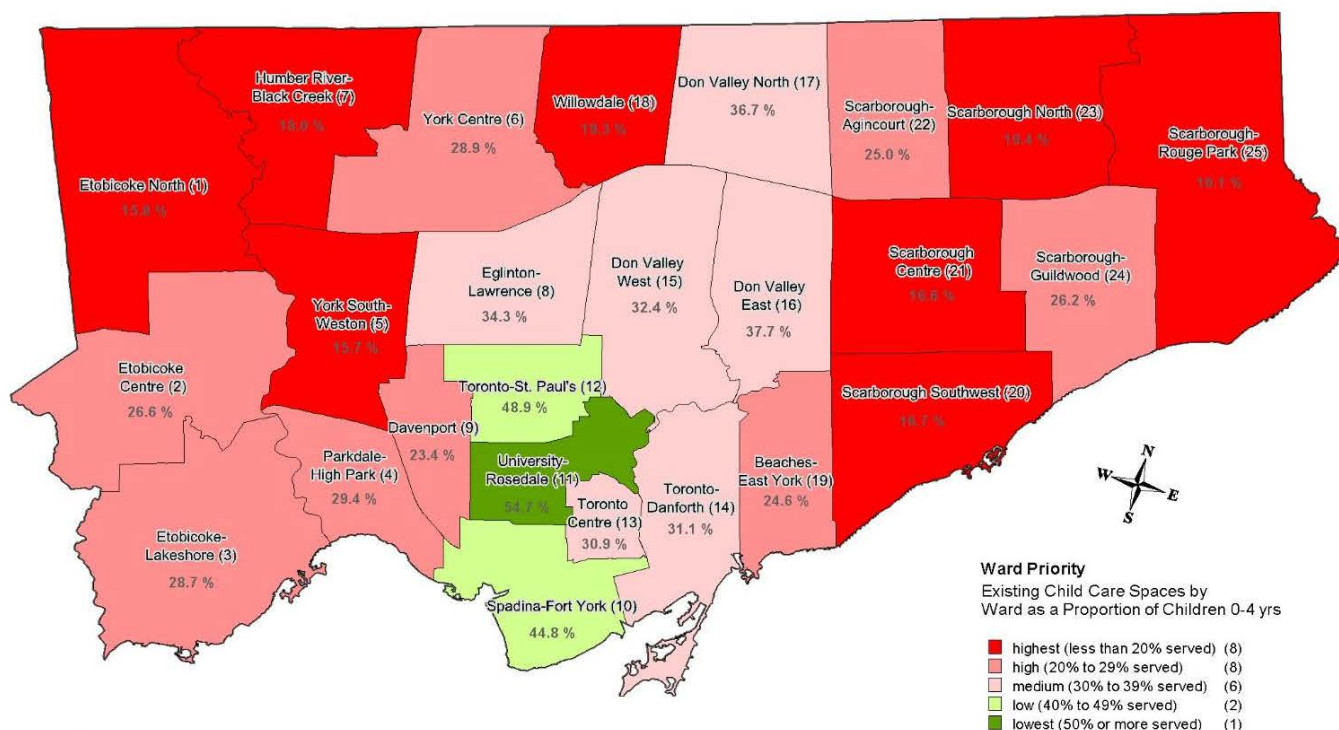 Humber River-
Black Creek (7)
18.0 %
York Centre (6)
28.9 %
Willowdale (18)
19.3 %
Don Valley North (17)
36.7 %
Scarborough-
Agincourt (22)
25.0 %
Scarborough North (23)
19.4 %
Scarborough-
Rouge Park (25)
16.1 %
Etobicoke North (1)
15.8 %
York South-
Weston (5)
15.7 %
Eglinton-
Lawrence (8)
34.3 %
Don Valley
West (15)
32.4 %
Don Valley
East (16)
37.7 %
Scarborough
Centre (21)
16.6 %
Scarborough-
Guildwood (24)
26.2 %
Etobicoke
Centre (2)
26.6 %
Toronto-St. Paul's (12)
48.9 %
Scarborough Southwest (20)
16.7 %
Davenport (9)
23.4 %
Parkdale-
High Park (4)
29.4 %
University-
Rosedale (11)
54.7 %
Toronto
Centre (13)
30.9 %
Toronto-
Danforth (14)
31.1 %
Beaches-
East York (19)
24.6 %
Etobicoke-
Lakeshore (3)
28.7 %
Spadina-Fort York (10)
44.8 %
N
W
E
S
Ward Priority
Existing Child Care Spaces by
Ward as a Proportion of Children 0-4 yrs
highest (less than 20% served) (8)
high (20% to 29% served) (8)
medium (30% to 39% served) (6)
low (40% to 49% served) (2)
lowest (50% or more served) (1)